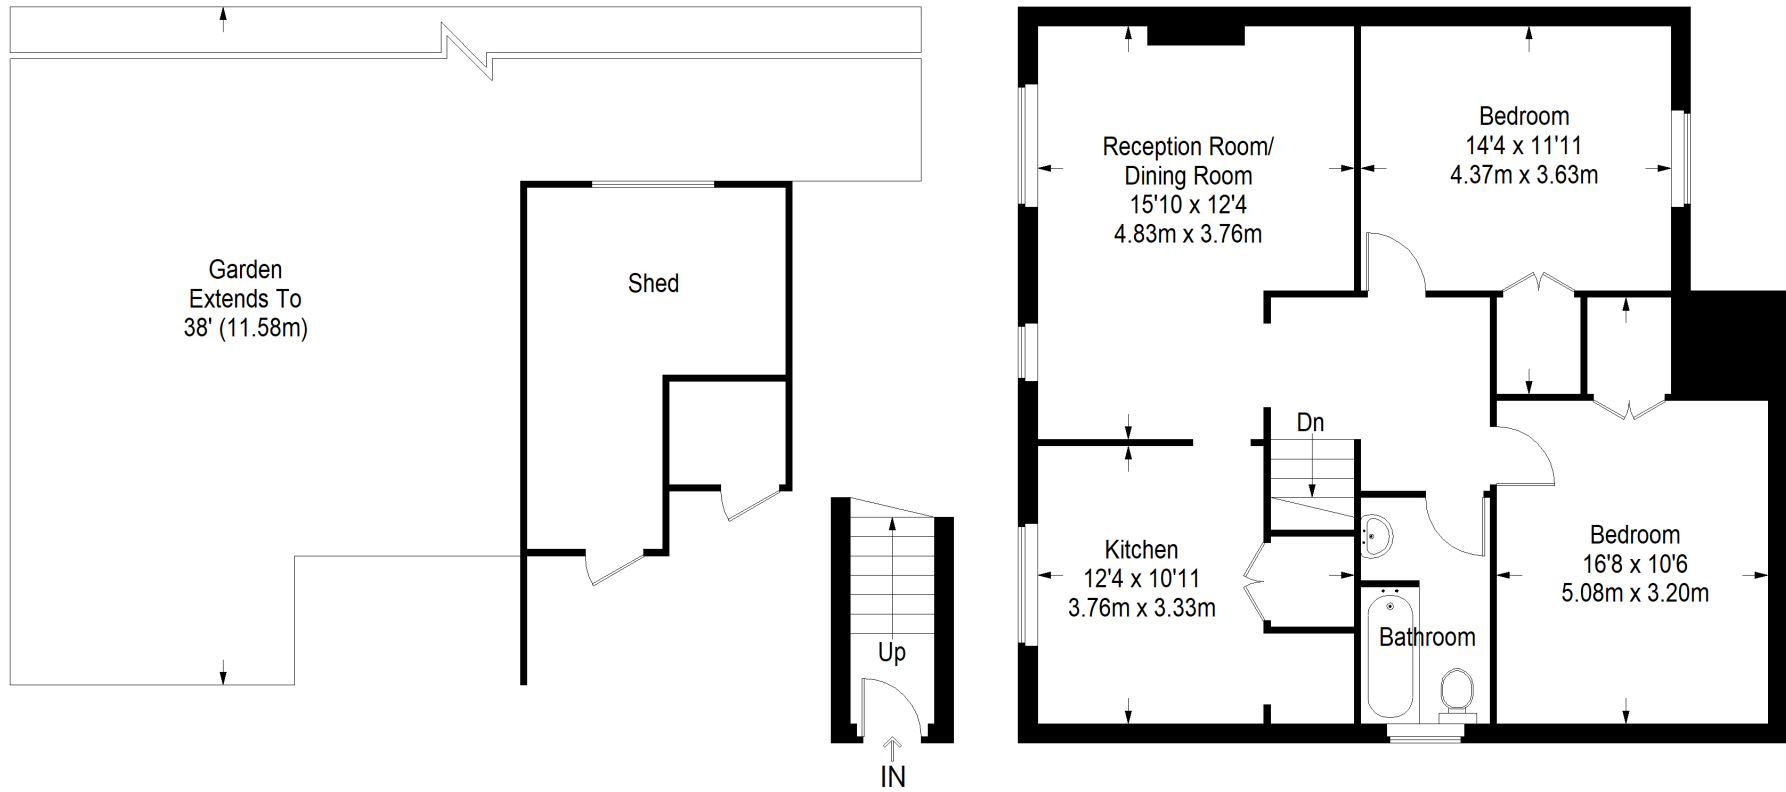 Garden
Extends To
38' (11.58m)
Shed
Up
IN
Reception Room/
Dining Room
15'10 x 12'4
4.83m x 3.76m
Bedroom
14'4 x 11'11
4.37m x 3.63m
Dn
Kitchen
12'4 x 10'11
3.76m x 3.33m
Bathroom
Bedroom
16'8 x 10'6
5.08m x 3.20m